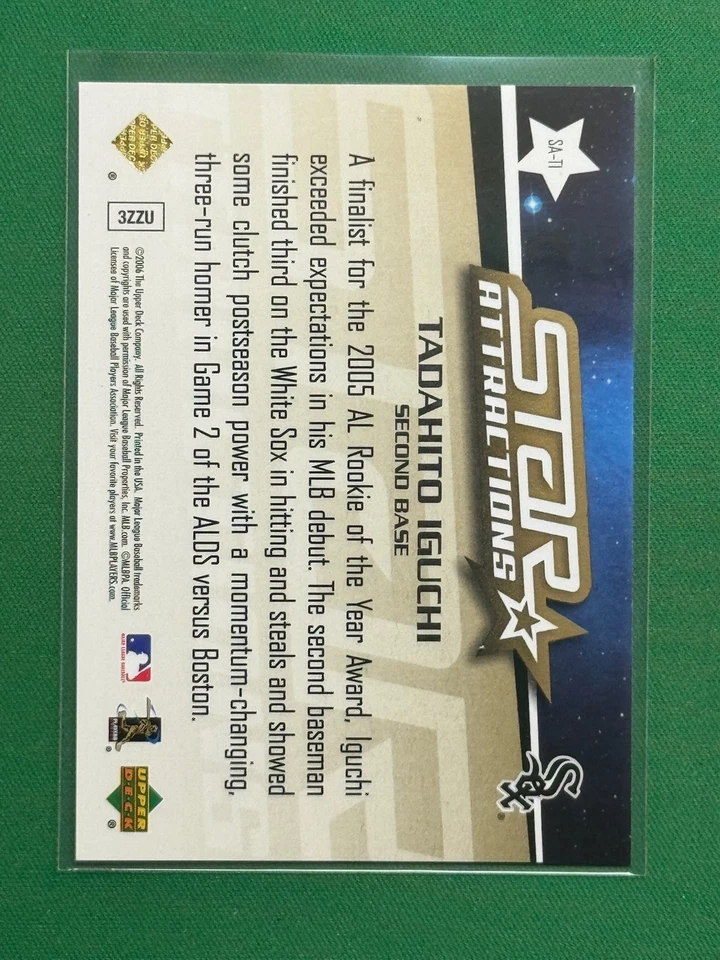 SA-TI
STAR
ATTRACTIONS
Sox
TADAHITO IGUCHI
SECOND BASE
A finalist for the 2005 AL Rookie of the Year Award, Iguchi
exceeded expectations in his MLB debut. The second baseman
finished third on the White Sox in hitting and steals and showed
some clutch postseason power with a momentum-changing,
three-run homer in Game 2 of the ALDS versus Boston.
3ZZU
©2006 The Upper Deck Company. All Rights Reserved. Printed in the USA. Major League Baseball trademarks
and copyrights are used with permission of Major League Baseball Properties, Inc. MLB.com. ©MLBPA. Official
Licensee of Major League Baseball Players Association. Visit your favorite players at www.MLBPLAYERS.com.
UPPER
DECK